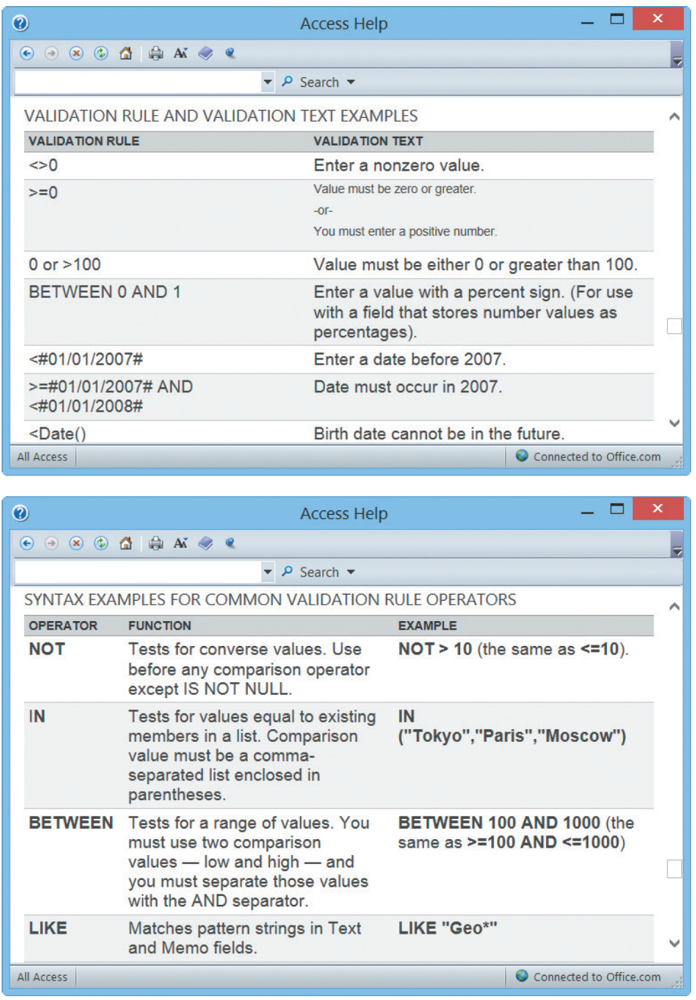 Access Help
Search
VALIDATION RULE AND VALIDATION TEXT EXAMPLES
VALIDATION RULE VALIDATION TEXT
<>0 Enter a nonzero value.
>=0 Value must be zero or greater.
-or-
You must enter a positive number.
0 or >100 Value must be either 0 or greater than 100.
BETWEEN 0 AND 1 Enter a value with a percent sign. (For use
with a field that stores number values as
percentages).
<#01/01/2007# Enter a date before 2007.
>=#01/01/2007# AND Date must occur in 2007.
<#01/01/2008#
<Date() Birth date cannot be in the future.
All Access Connected to Office.com
Access Help
Search
SYNTAX EXAMPLES FOR COMMON VALIDATION RULE OPERATORS
OPERATOR FUNCTION EXAMPLE
NOT Tests for converse values. Use NOT > 10 (the same as <=10).
before any comparison operator
except IS NOT NULL.
IN Tests for values equal to existing IN
members in a list. Comparison ("Tokyo","Paris","Moscow")
value must be a comma-
separated list enclosed in
parentheses.
BETWEEN Tests for a range of values. You BETWEEN 100 AND 1000 (the
must use two comparison same as >=100 AND <=1000)
values — low and high — and
you must separate those values
with the AND separator.
LIKE Matches pattern strings in Text LIKE "Geo*"
and Memo fields.
All Access Connected to Office.com